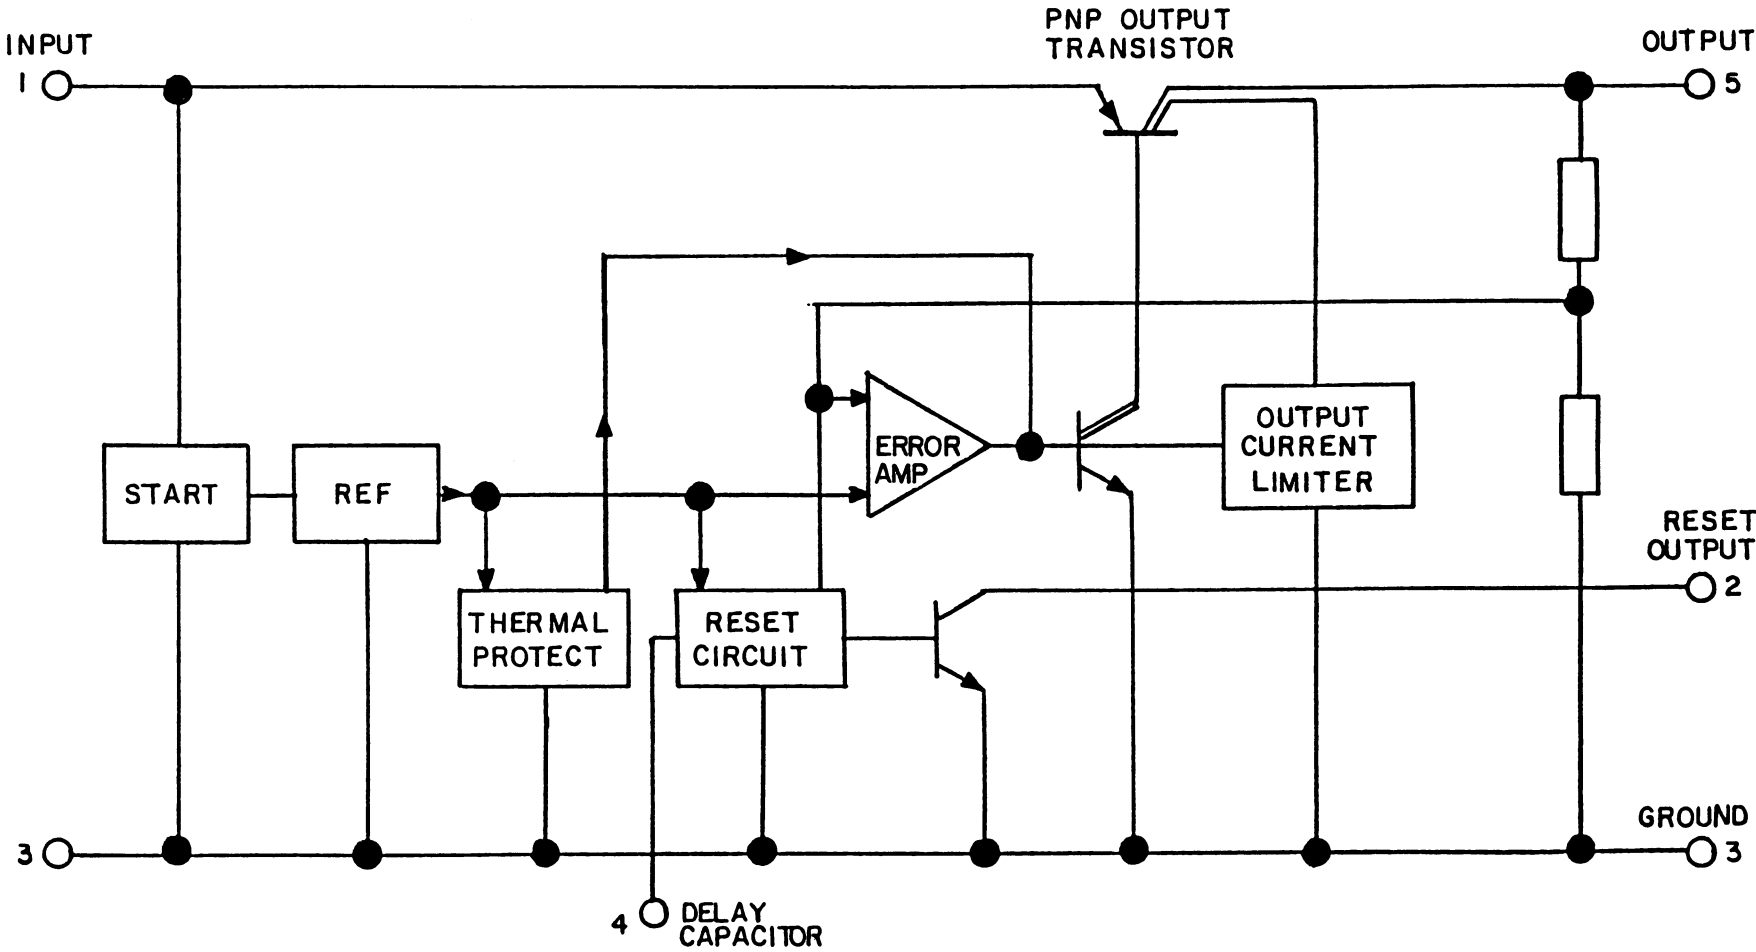 PNP OUTPUT
TRANSISTOR
INPUT
1
OUTPUT
5
ERROR
AMP
OUTPUT
CURRENT
LIMITER
START
REF
RESET
OUTPUT
2
THERMAL
PROTECT
RESET
CIRCUIT
GROUND
3
3
4
DELAY
CAPACITOR